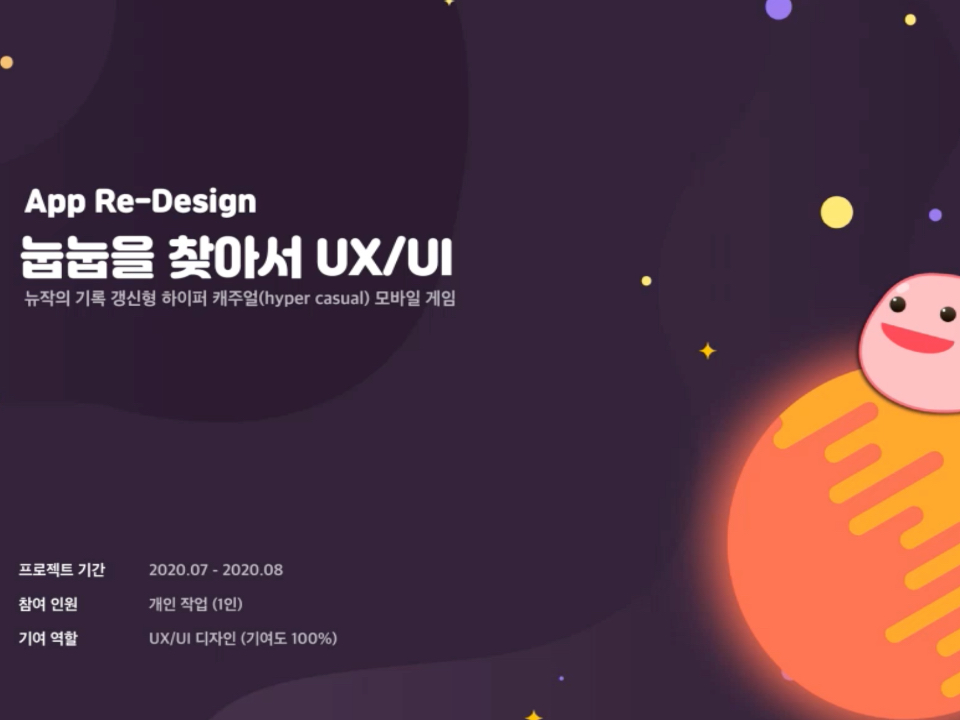 App Re-Design
눕눕을 찾아서 UX/UI
뉴작의 기록 갱신형 하이퍼 캐주얼(hyper casual) 모바일 게임
프로젝트 기간 2020.07 - 2020.08
참여 인원 개인 작업 (1인)
기여 역할 UX/UI 디자인 (기여도 100%)